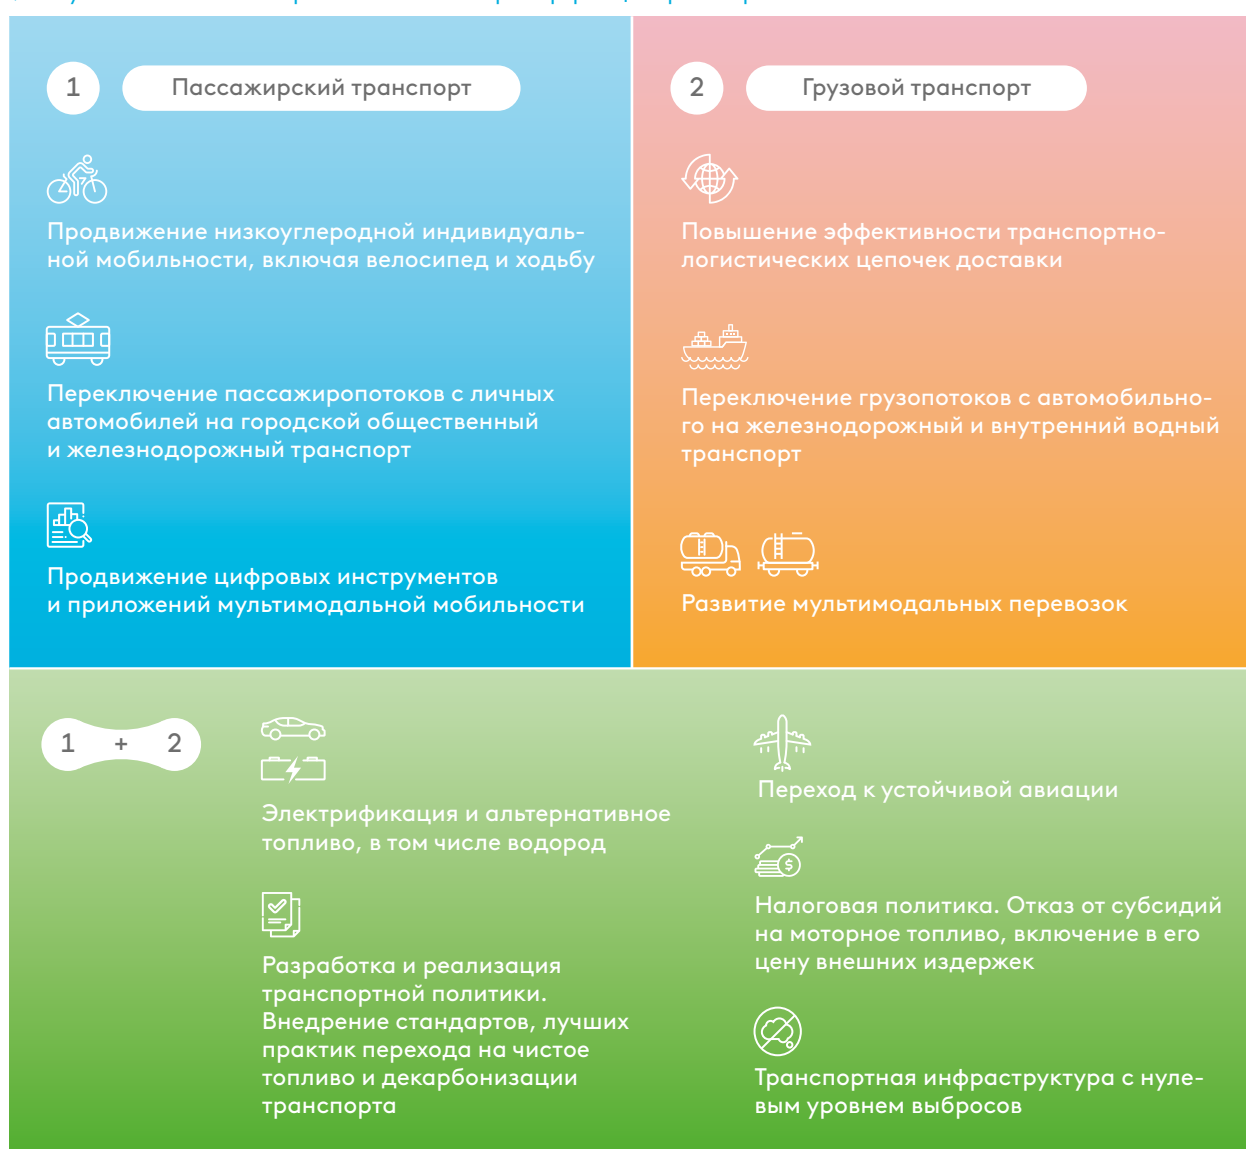 1
Пассажирский транспорт
Продвижение низкоуглеродной индивидуаль-
ной мобильности, включая велосипед и ходьбу
Переключение пассажиропотоков с личных
автомобилей на городской общественный
и железнодорожный транспорт
Продвижение цифровых инструментов
и приложений мультимодальной мобильности
2
Грузовой транспорт
Повышение эффективности транспортно-
логистических цепочек доставки
Переключение грузопотоков с автомобильно-
го на железнодорожный и внутренний водный
транспорт
Развитие мультимодальных перевозок
1 + 2
Электрификация и альтернативное
топливо, в том числе водород
Разработка и реализация
транспортной политики.
Внедрение стандартов, лучших
практик перехода на чистое
топливо и декарбонизации
транспорта
Переход к устойчивой авиации
$
Налоговая политика. Отказ от субсидий
на моторное топливо, включение в его
цену внешних издержек
Транспортная инфраструктура с нуле-
вым уровнем выбросов